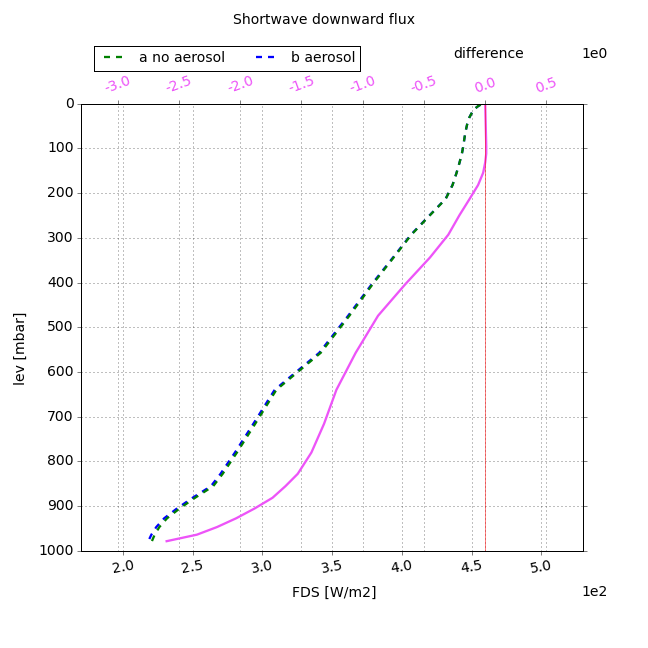 Shortwave downward flux
a no aerosol b aerosol difference 1e0
-3.0 -2.5 -2.0 -1.5 -1.0 -0.5 0.0 0.5
0
100
200
300
400
500
600
700
800
900
1000
lev [mbar]
2.0 2.5 3.0 3.5 4.0 4.5 5.0
FDS [W/m2] 1e2